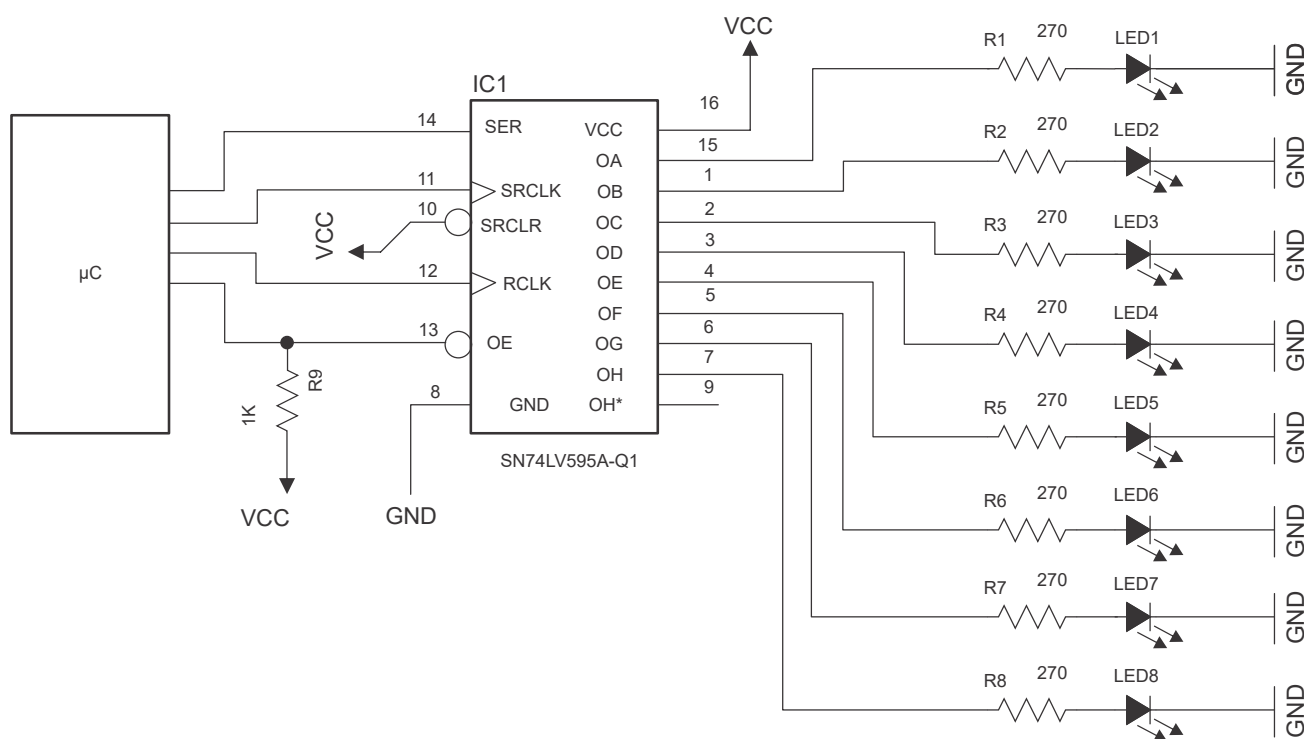 VCC
IC1
µC
14
11
10
12
13
8
SER
SRCLK
SRCLR
RCLK
OE
GND
VCC
OA
OB
OC
OD
OE
OF
OG
OH
OH*
16
15
1
2
3
4
5
6
7
9
SN74LV595A-Q1
VCC
R9
1K
VCC
GND
R1 270 LED1 GND
R2 270 LED2 GND
R3 270 LED3 GND
R4 270 LED4 GND
R5 270 LED5 GND
R6 270 LED6 GND
R7 270 LED7 GND
R8 270 LED8 GND